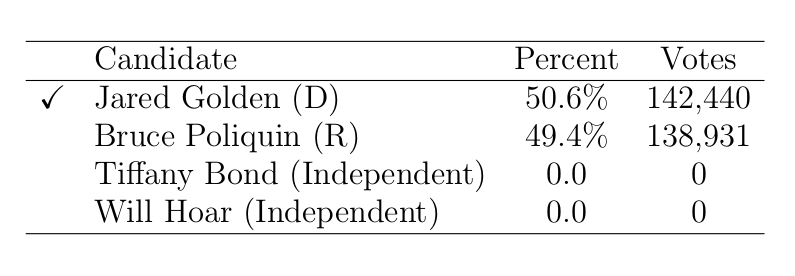 Candidate Percent Votes
✓ Jared Golden (D) 50.6% 142,440
Bruce Poliquin (R) 49.4% 138,931
Tiffany Bond (Independent) 0.0 0
Will Hoar (Independent) 0.0 0